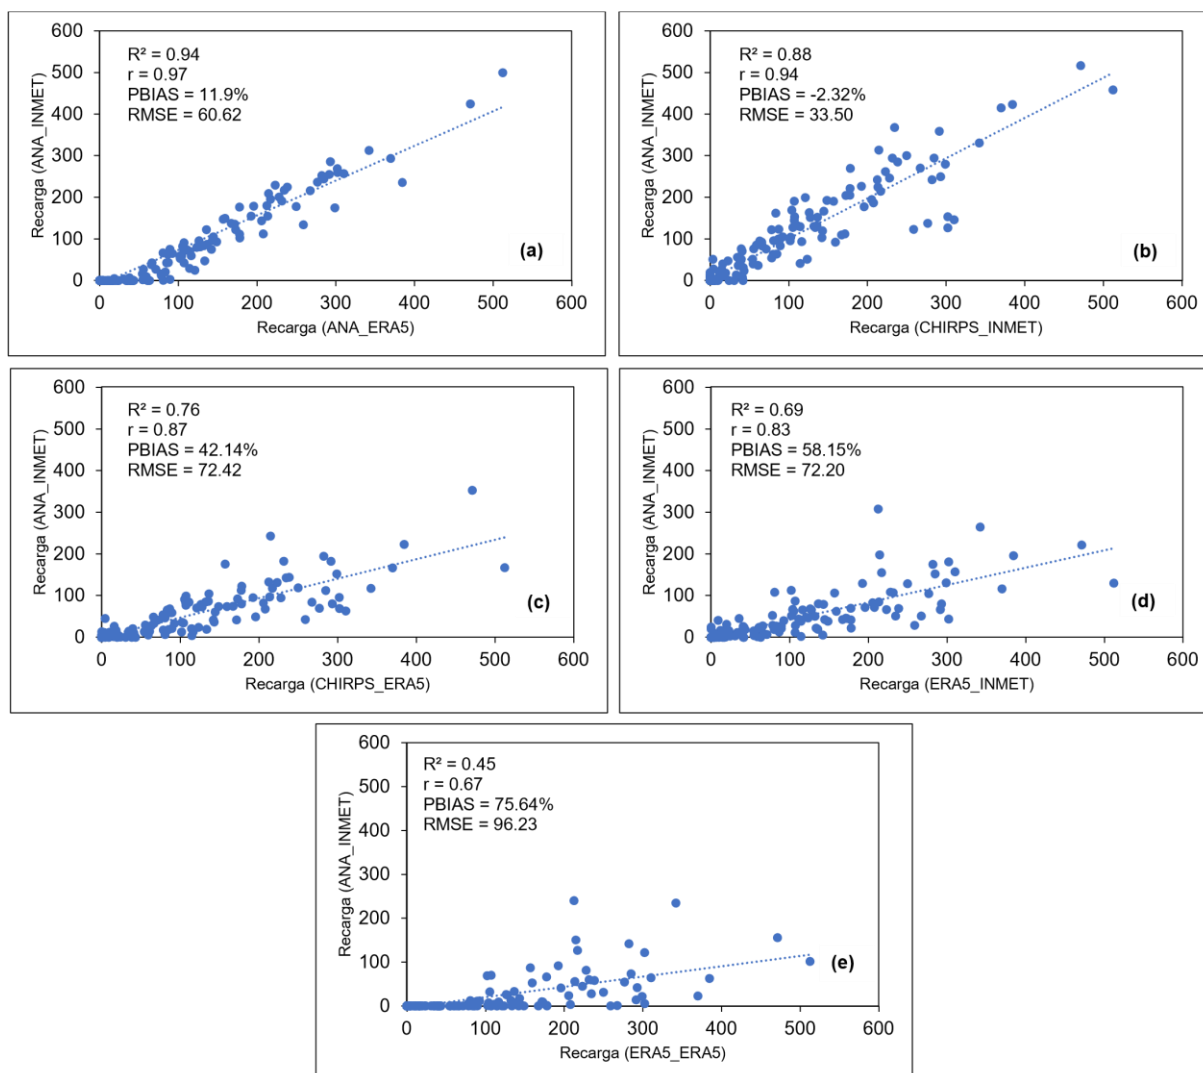 600
500
400
300
200
100
0
Recarga (ANA_INMET)
R² = 0.94
r = 0.97
PBIAS = 11.9%
RMSE = 60.62
(a)
0 100 200 300 400 500 600
Recarga (ANA_ERA5)
600
500
400
300
200
100
0
Recarga (ANA_INMET)
R² = 0.88
r = 0.94
PBIAS = -2.32%
RMSE = 33.50
(b)
0 100 200 300 400 500 600
Recarga (CHIRPS_INMET)
600
500
400
300
200
100
0
Recarga (ANA_INMET)
R² = 0.76
r = 0.87
PBIAS = 42.14%
RMSE = 72.42
(c)
0 100 200 300 400 500 600
Recarga (CHIRPS_ERA5)
600
500
400
300
200
100
0
Recarga (ANA_INMET)
R² = 0.69
r = 0.83
PBIAS = 58.15%
RMSE = 72.20
(d)
0 100 200 300 400 500 600
Recarga (ERA5_INMET)
600
500
400
300
200
100
0
Recarga (ANA_INMET)
R² = 0.45
r = 0.67
PBIAS = 75.64%
RMSE = 96.23
(e)
0 100 200 300 400 500 600
Recarga (ERA5_ERA5)